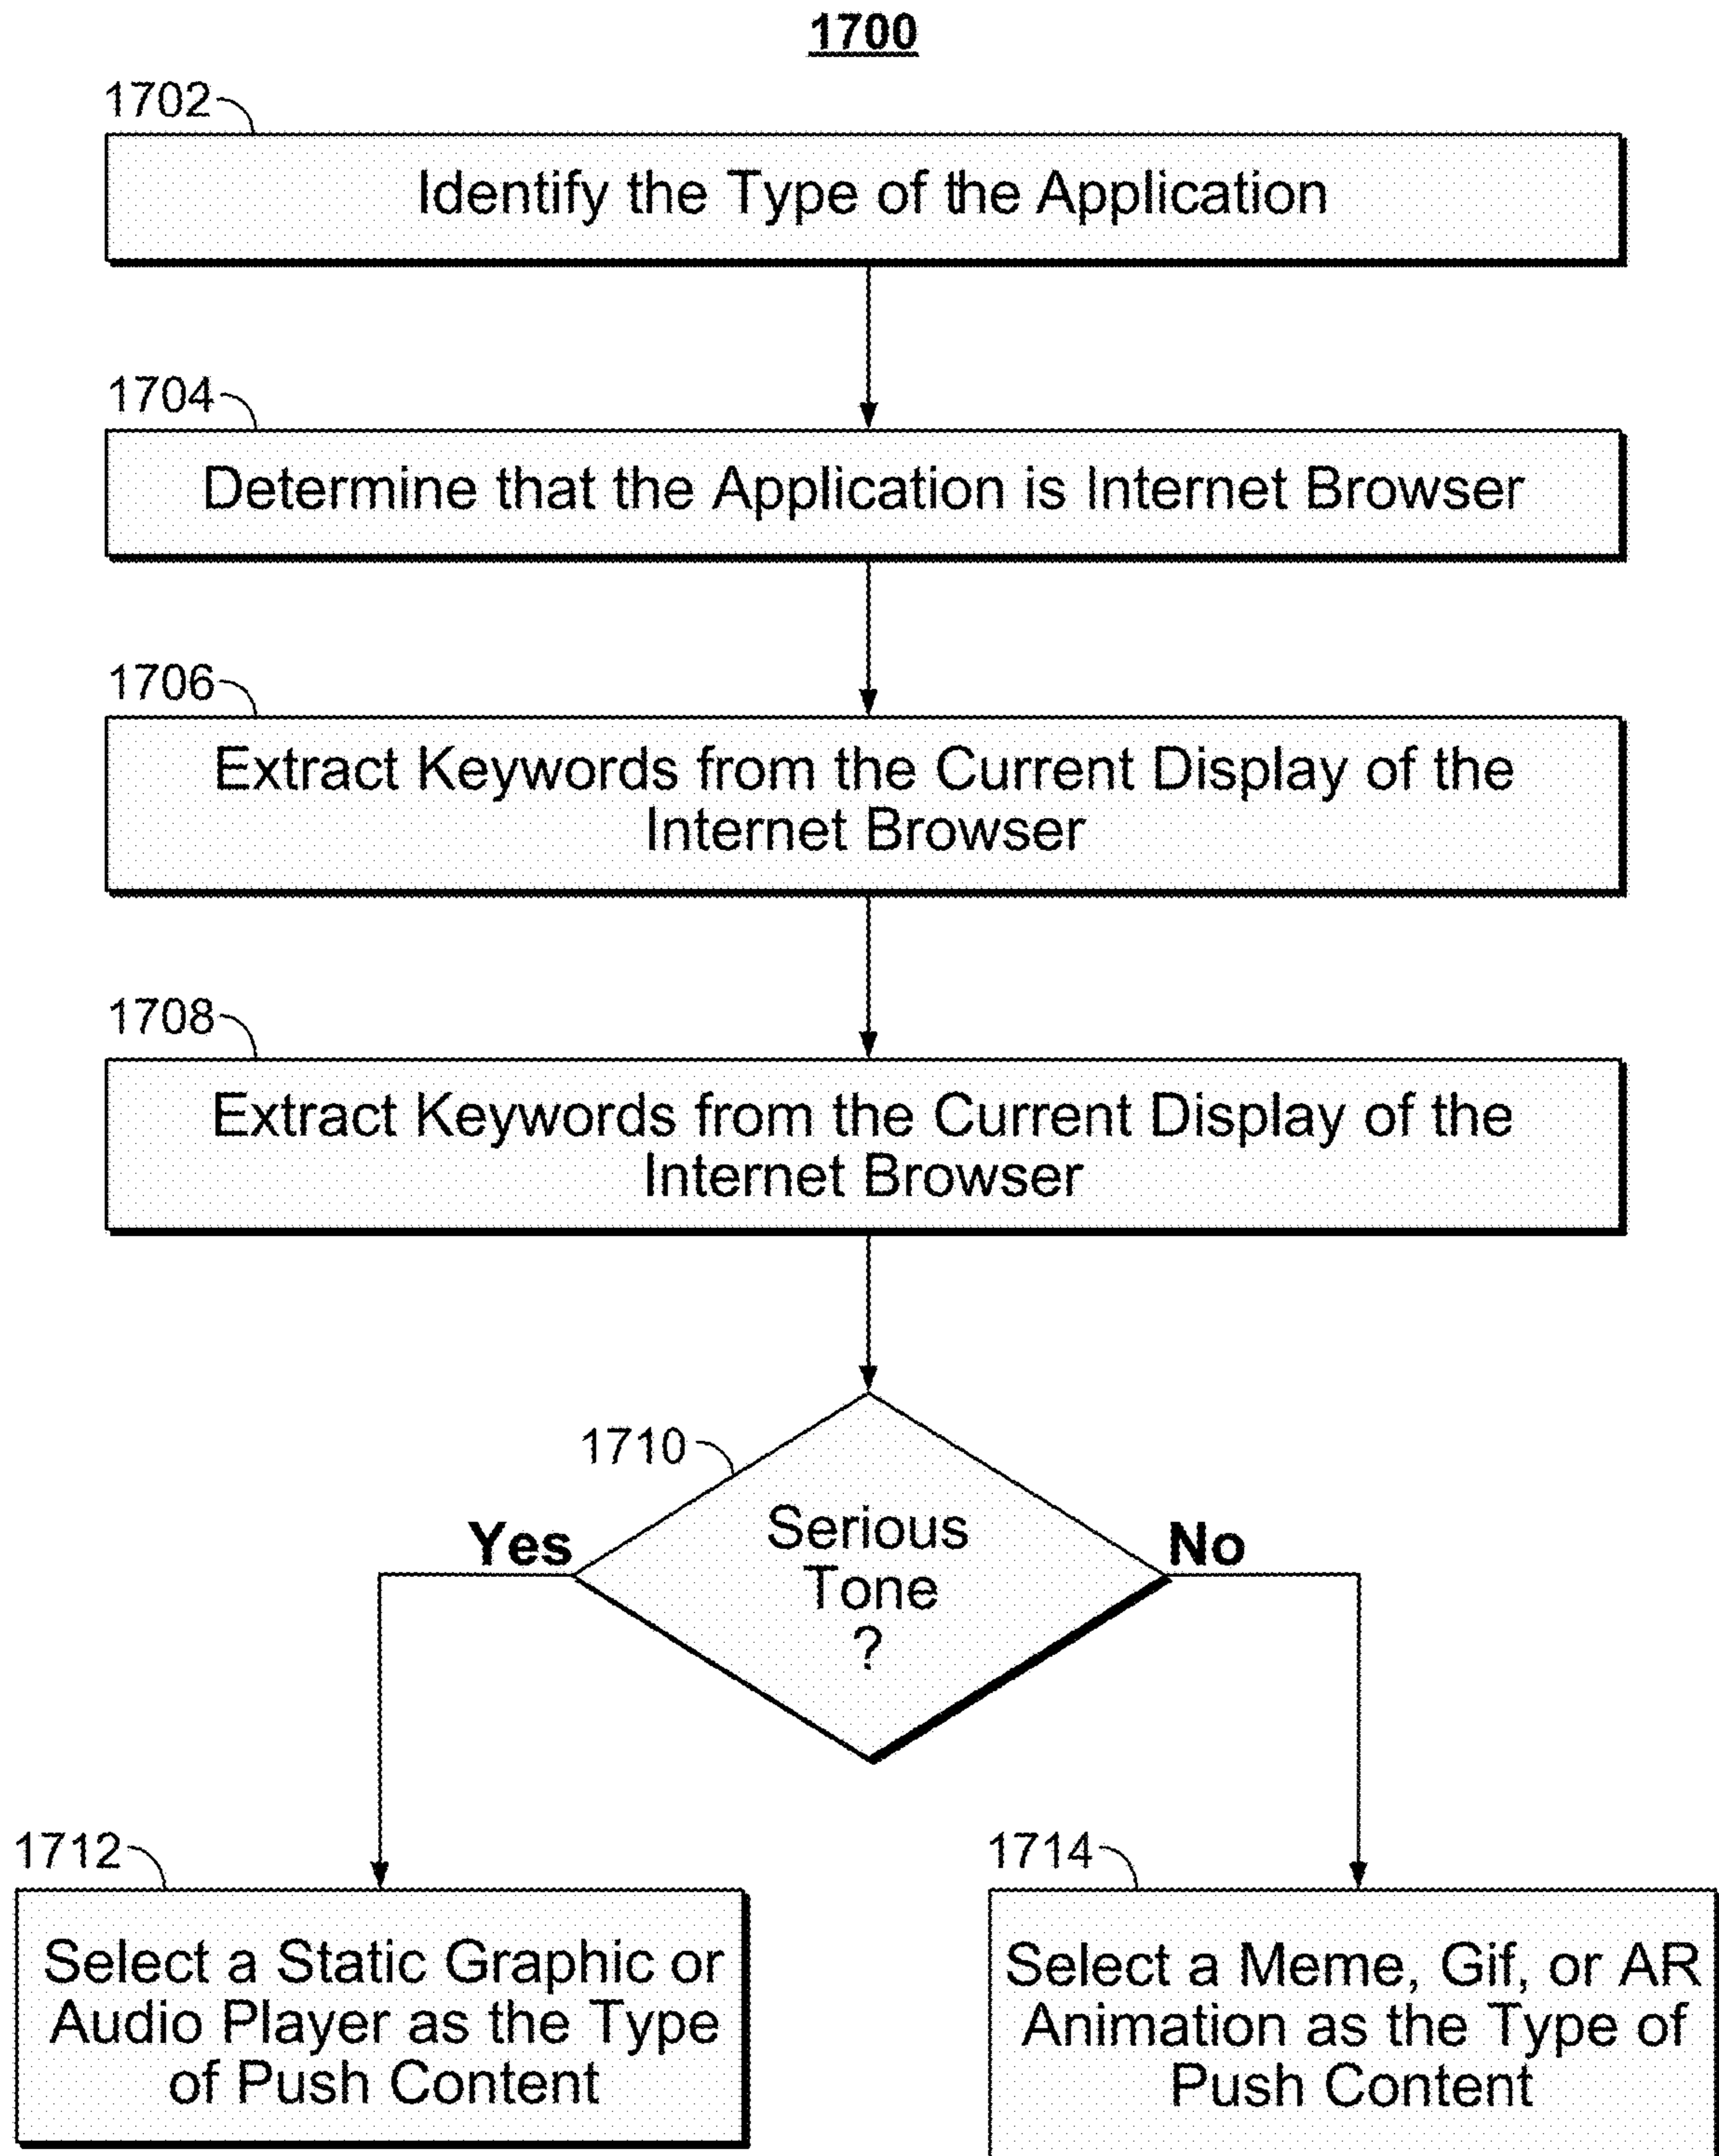 1700
1702
Identify the Type of the Application
1704
Determine that the Application is Internet Browser
1706
Extract Keywords from the Current Display of the
Internet Browser
1708
Extract Keywords from the Current Display of the
Internet Browser
1710
Serious
Tone
?
Yes
No
1712
Select a Static Graphic or
Audio Player as the Type
of Push Content
1714
Select a Meme, Gif, or AR
Animation as the Type of
Push Content